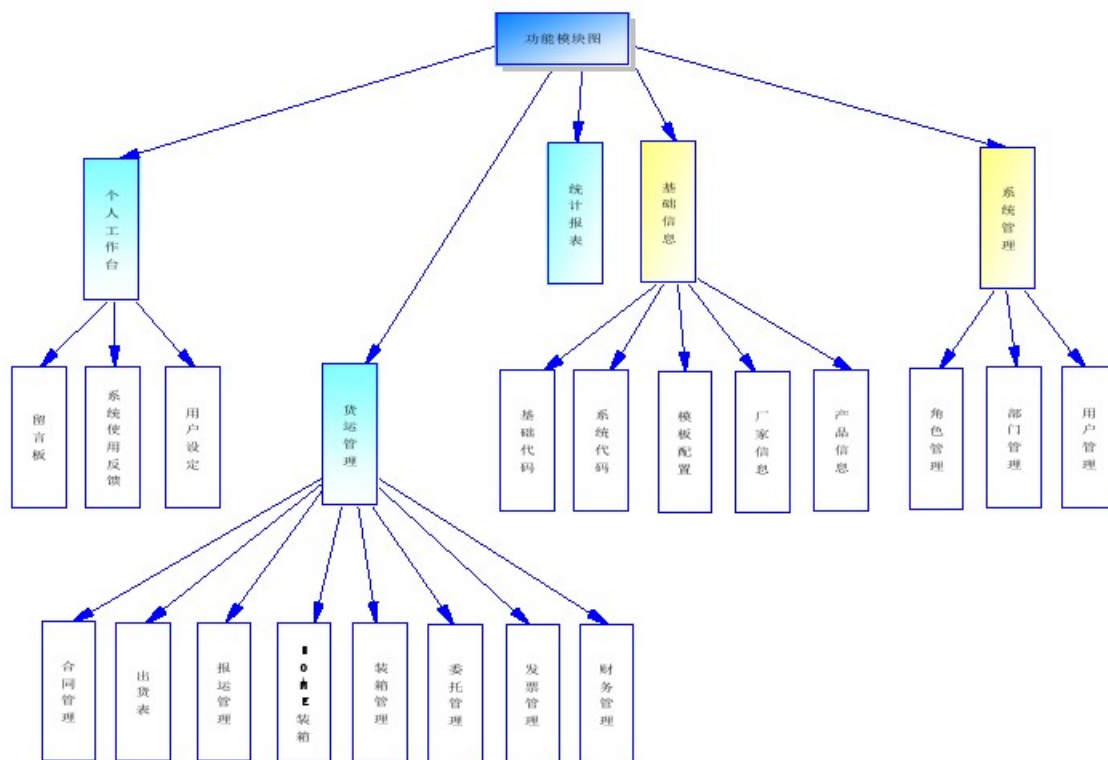 功能模块图
个人工作台
统计报表
基础信息
系统管理
货运管理
留言板
系统使用反馈
用户设定
基础代码
系统代码
模板配置
厂家信息
产品信息
角色管理
部门管理
用户管理
合同管理
出货表
报运管理
HOME装箱
装箱管理
委托管理
发票管理
财务管理